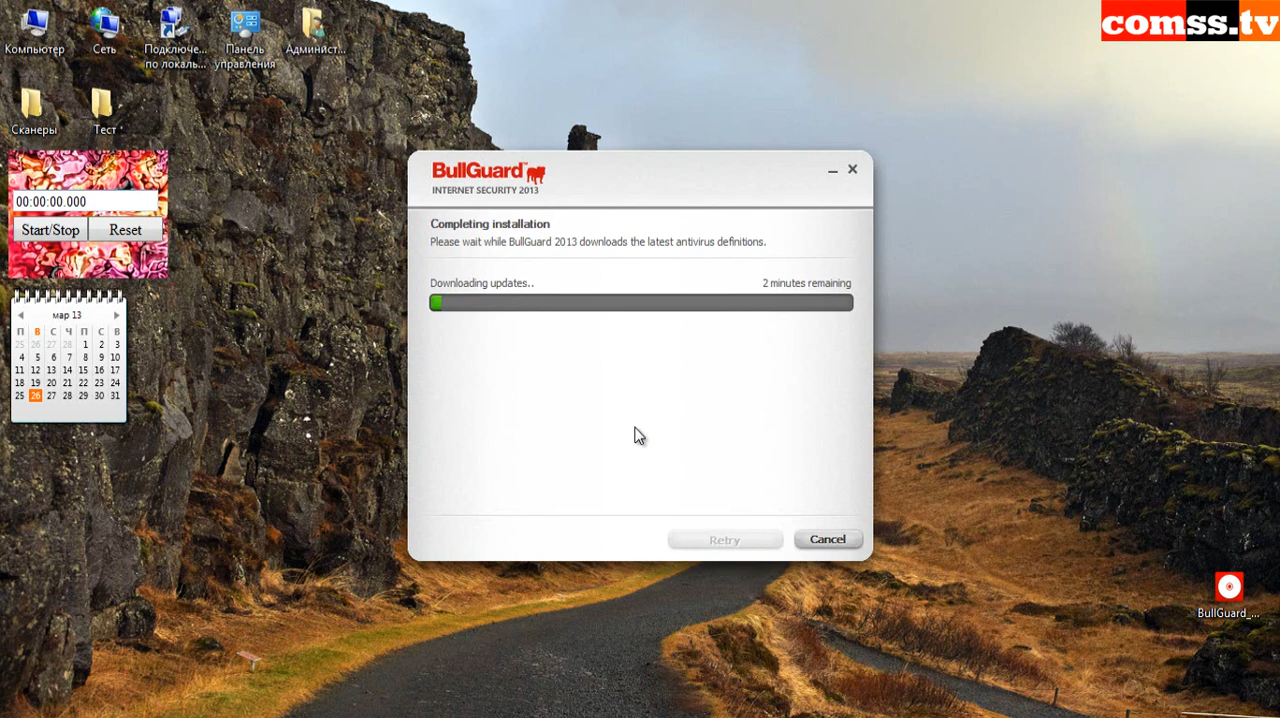 Компьютер
Сеть
Подключе...
по локаль...
Панель
управления
Админист...
comss.tv
Сканеры
Тест
00:00:00.000
Start/Stop
Reset
мар 13
П В С Ч П С В
25 26 27 28 1 2 3
4 5 6 7 8 9 10
11 12 13 14 15 16 17
18 19 20 21 22 23 24
25 26 27 28 29 30 31
BullGuard™
INTERNET SECURITY 2013
Completing installation
Please wait while BullGuard 2013 downloads the latest antivirus definitions.
Downloading updates..
2 minutes remaining
Retry
Cancel
BullGuard_...